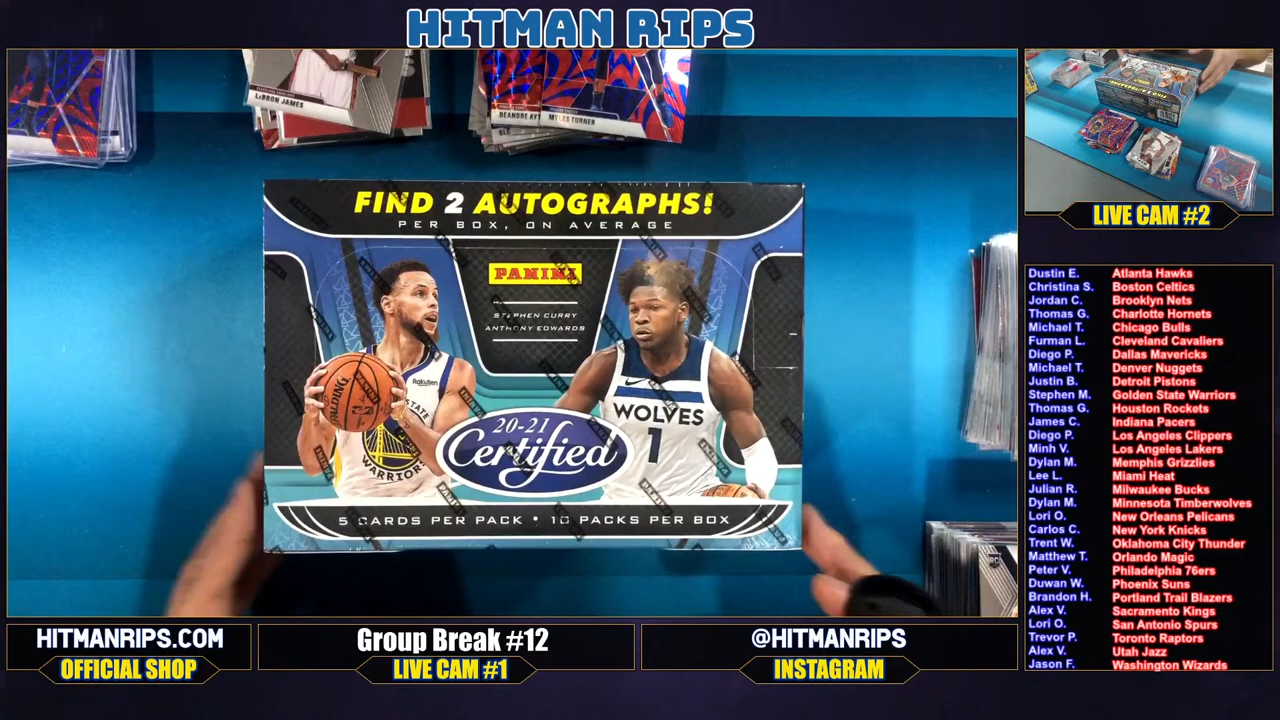 HITMAN RIPS
LEBRON JAMES
DEANDRE AYT
MYLES TURNER
FIND 2 AUTOGRAPHS!
PER BOX, ON AVERAGE
PANINI
STEPHEN CURRY
ANTHONY EDWARDS
Rakuten
SPALDING
STATE
WARRIORS
WOLVES
1
20-21
Certified
5 CARDS PER PACK • 10 PACKS PER BOX
LIVE CAM #2
Dustin E. Atlanta Hawks
Christina S. Boston Celtics
Jordan C. Brooklyn Nets
Thomas G. Charlotte Hornets
Michael T. Chicago Bulls
Furman L. Cleveland Cavaliers
Diego P. Dallas Mavericks
Michael T. Denver Nuggets
Justin B. Detroit Pistons
Stephen M. Golden State Warriors
Thomas G. Houston Rockets
James C. Indiana Pacers
Diego P. Los Angeles Clippers
Minh V. Los Angeles Lakers
Dylan M. Memphis Grizzlies
Lee L. Miami Heat
Julian R. Milwaukee Bucks
Dylan M. Minnesota Timberwolves
Lori O. New Orleans Pelicans
Carlos C. New York Knicks
Trent W. Oklahoma City Thunder
Matthew T. Orlando Magic
Peter V. Philadelphia 76ers
Duwan W. Phoenix Suns
Brandon H. Portland Trail Blazers
Alex V. Sacramento Kings
Lori O. San Antonio Spurs
Trevor P. Toronto Raptors
Alex V. Utah Jazz
Jason F. Washington Wizards
HITMANRIPS.COM
OFFICIAL SHOP
Group Break #12
LIVE CAM #1
@HITMANRIPS
INSTAGRAM